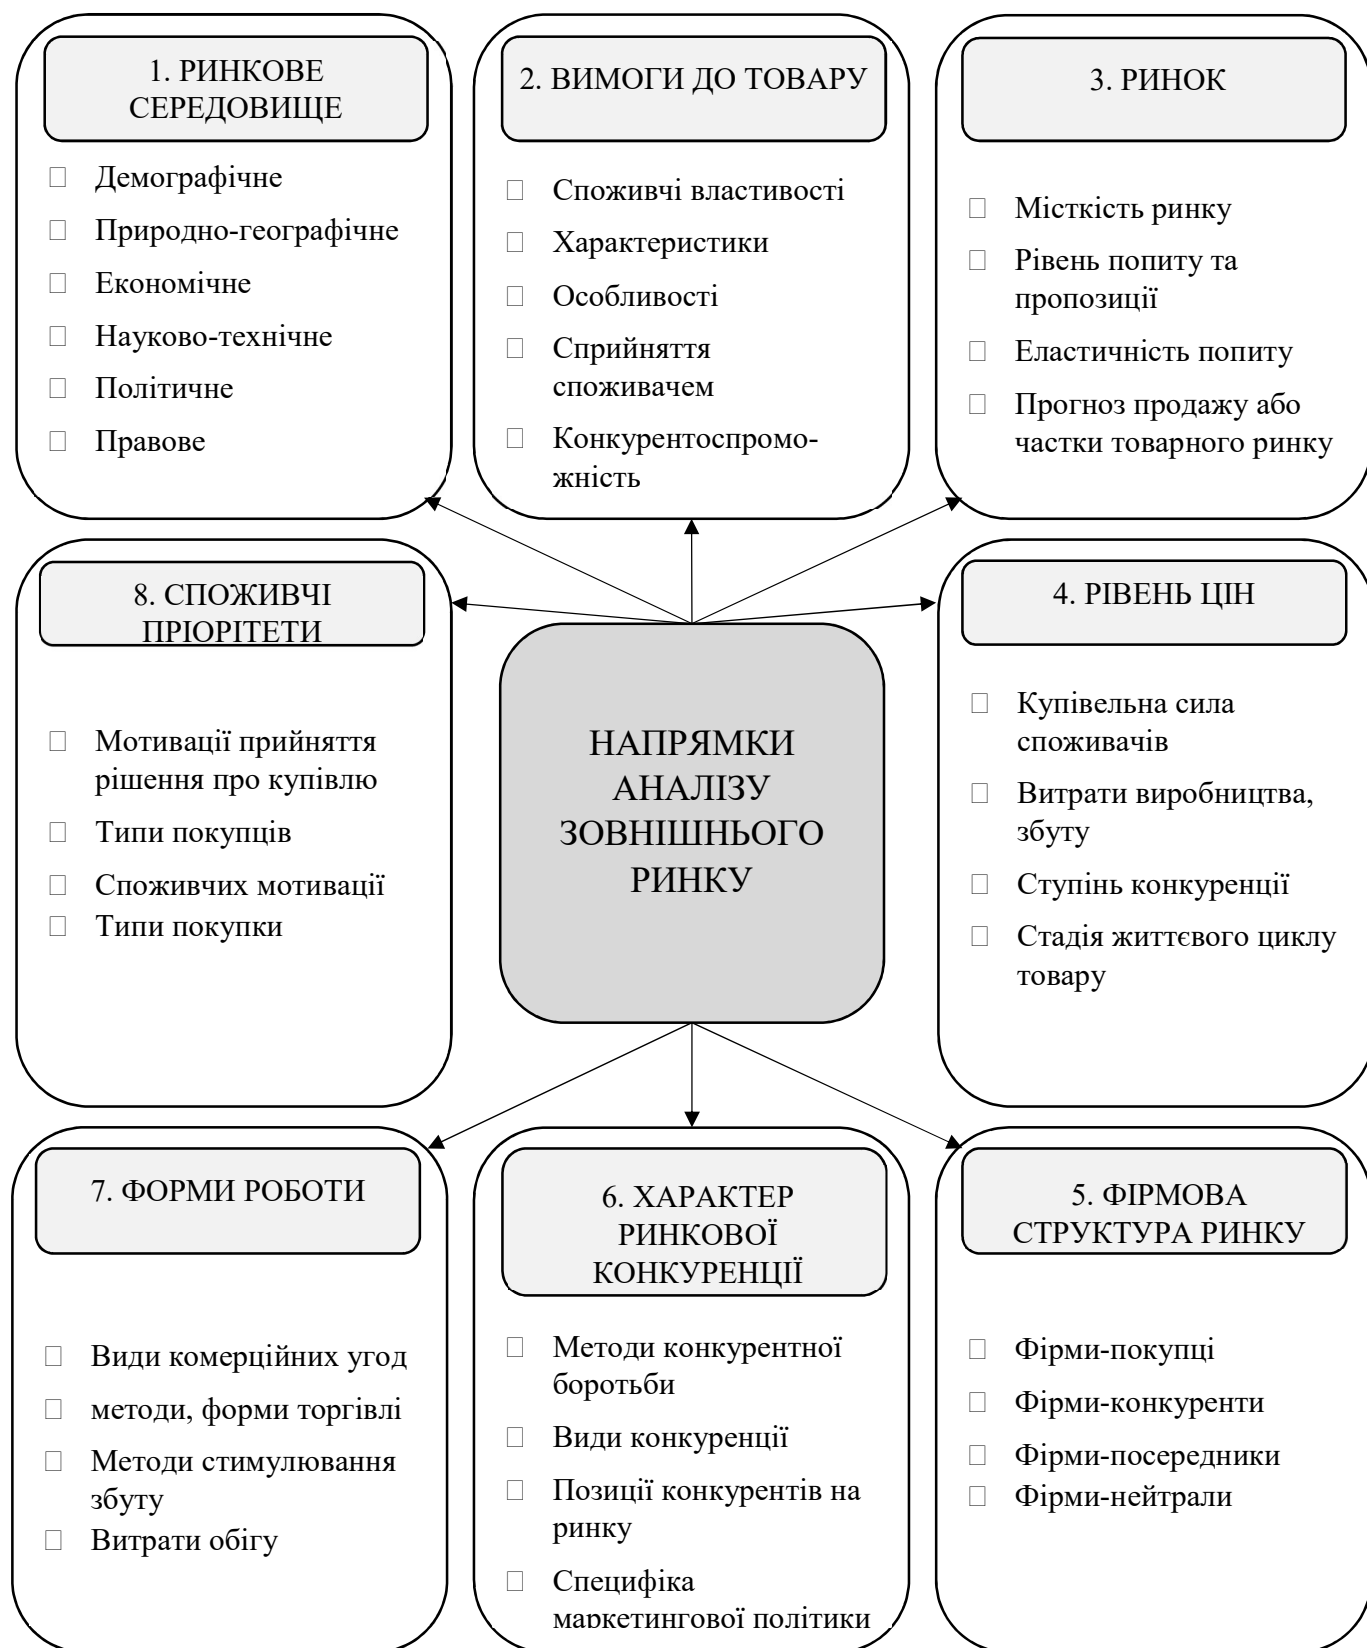 1. РИНКОВЕ
СЕРЕДОВИЩЕ
Демографічне
Природно-географічне
Економічне
Науково-технічне
Політичне
Правове
2. ВИМОГИ ДО ТОВАРУ
Споживчі властивості
Характеристики
Особливості
Сприйняття
споживачем
Конкурентоспромо-
жність
3. РИНОК
Місткість ринку
Рівень попиту та
пропозиції
Еластичність попиту
Прогноз продажу або
частки товарного ринку
8. СПОЖИВЧІ
ПРІОРІТЕТИ
Мотивації прийняття
рішення про купівлю
Типи покупців
Споживчих мотивації
Типи покупки
НАПРЯМКИ
АНАЛІЗУ
ЗОВНІШНЬОГО
РИНКУ
4. РІВЕНЬ ЦІН
Купівельна сила
споживачів
Витрати виробництва,
збуту
Ступінь конкуренції
Стадія життєвого циклу
товару
7. ФОРМИ РОБОТИ
Види комерційних угод
методи, форми торгівлі
Методи стимулювання
збуту
Витрати обігу
6. ХАРАКТЕР
РИНКОВОЇ
КОНКУРЕНЦІЇ
Методи конкурентної
боротьби
Види конкуренції
Позиції конкурентів на
ринку
Специфіка
маркетингової політики
5. ФІРМОВА
СТРУКТУРА РИНКУ
Фірми-покупці
Фірми-конкуренти
Фірми-посередники
Фірми-нейтрали